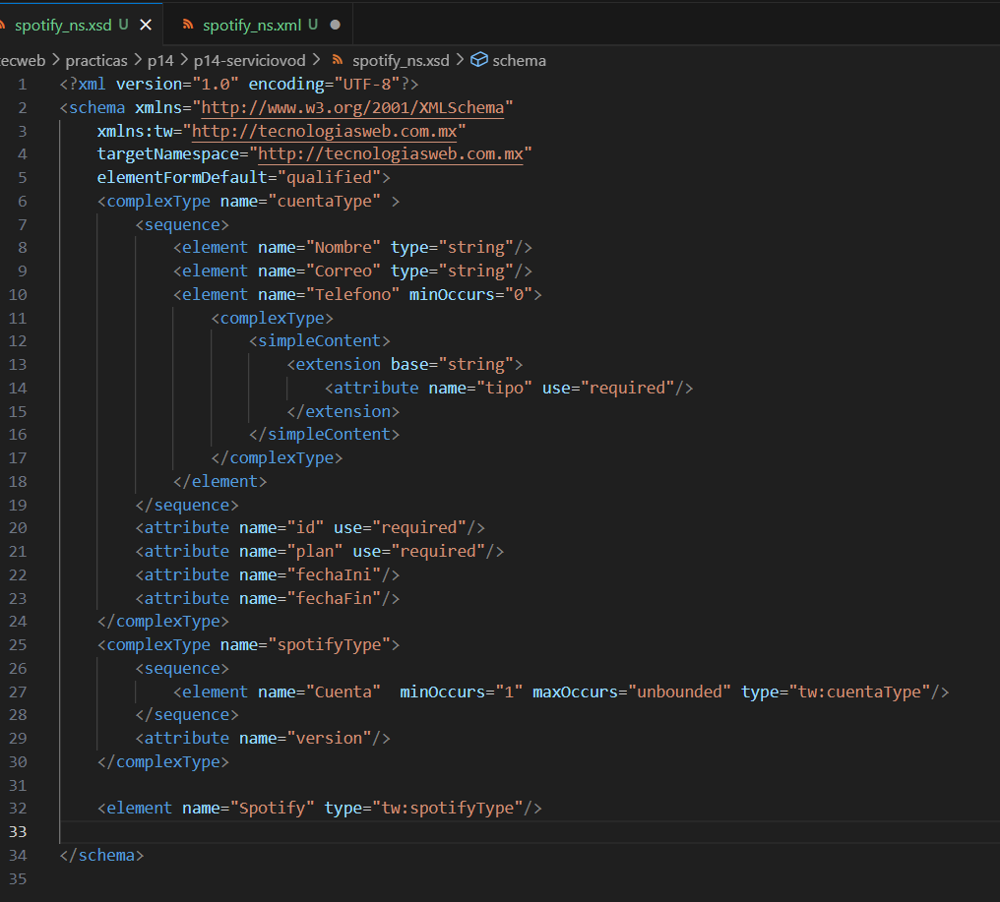 spotify_ns.xsd U × spotify_ns.xml U ●
ecweb > practicas > p14 > p14-serviciovod > spotify_ns.xsd > schema
1 <?xml version="1.0" encoding="UTF-8"?>
2 <schema xmlns="http://www.w3.org/2001/XMLSchema"
3 xmlns:tw="http://tecnologiasweb.com.mx"
4 targetNamespace="http://tecnologiasweb.com.mx"
5 elementFormDefault="qualified">
6 <complexType name="cuentaType" >
7 <sequence>
8 <element name="Nombre" type="string"/>
9 <element name="Correo" type="string"/>
10 <element name="Telefono" minOccurs="0">
11 <complexType>
12 <simpleContent>
13 <extension base="string">
14 <attribute name="tipo" use="required"/>
15 </extension>
16 </simpleContent>
17 </complexType>
18 </element>
19 </sequence>
20 <attribute name="id" use="required"/>
21 <attribute name="plan" use="required"/>
22 <attribute name="fechaIni"/>
23 <attribute name="fechaFin"/>
24 </complexType>
25 <complexType name="spotifyType">
26 <sequence>
27 <element name="Cuenta"  minOccurs="1" maxOccurs="unbounded" type="tw:cuentaType"/>
28 </sequence>
29 <attribute name="version"/>
30 </complexType>
31
32 <element name="Spotify" type="tw:spotifyType"/>
33
34 </schema>
35